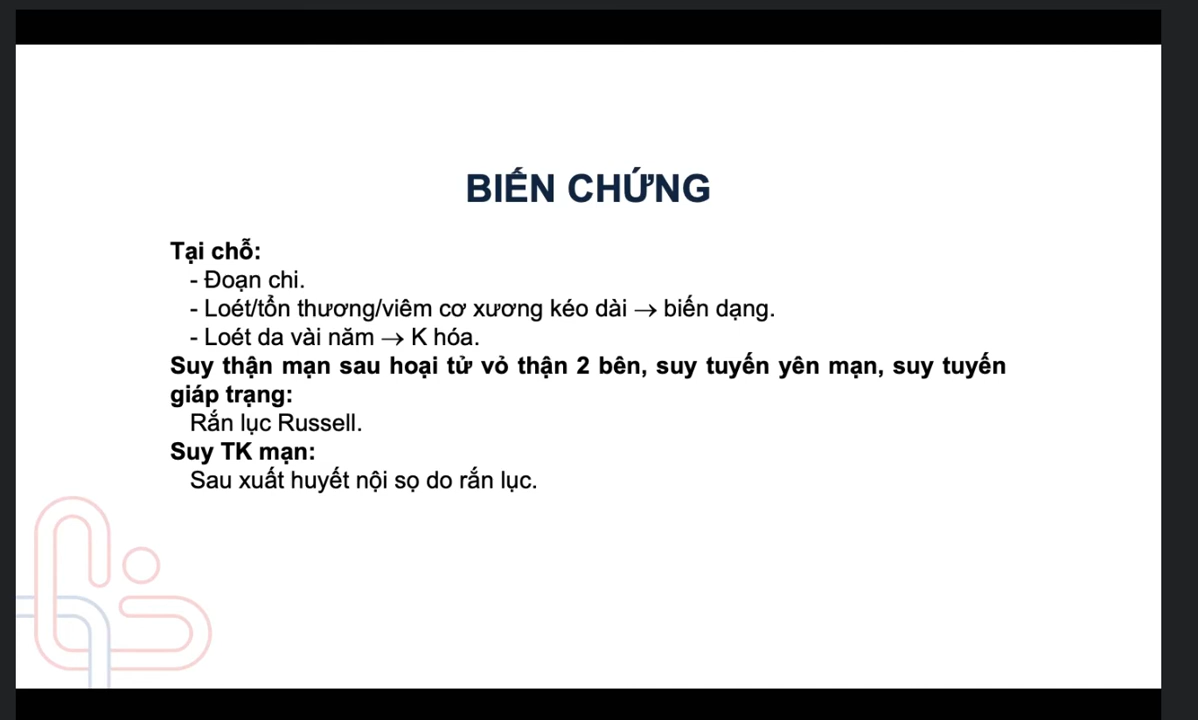 BIẾN CHỨNG
Tại chỗ:
- Đoạn chi.
- Loét/tổn thương/viêm cơ xương kéo dài → biến dạng.
- Loét da vài năm → K hóa.
Suy thận mạn sau hoại tử vỏ thận 2 bên, suy tuyến yên mạn, suy tuyến
giáp trạng:
Rắn lục Russell.
Suy TK mạn:
Sau xuất huyết nội sọ do rắn lục.